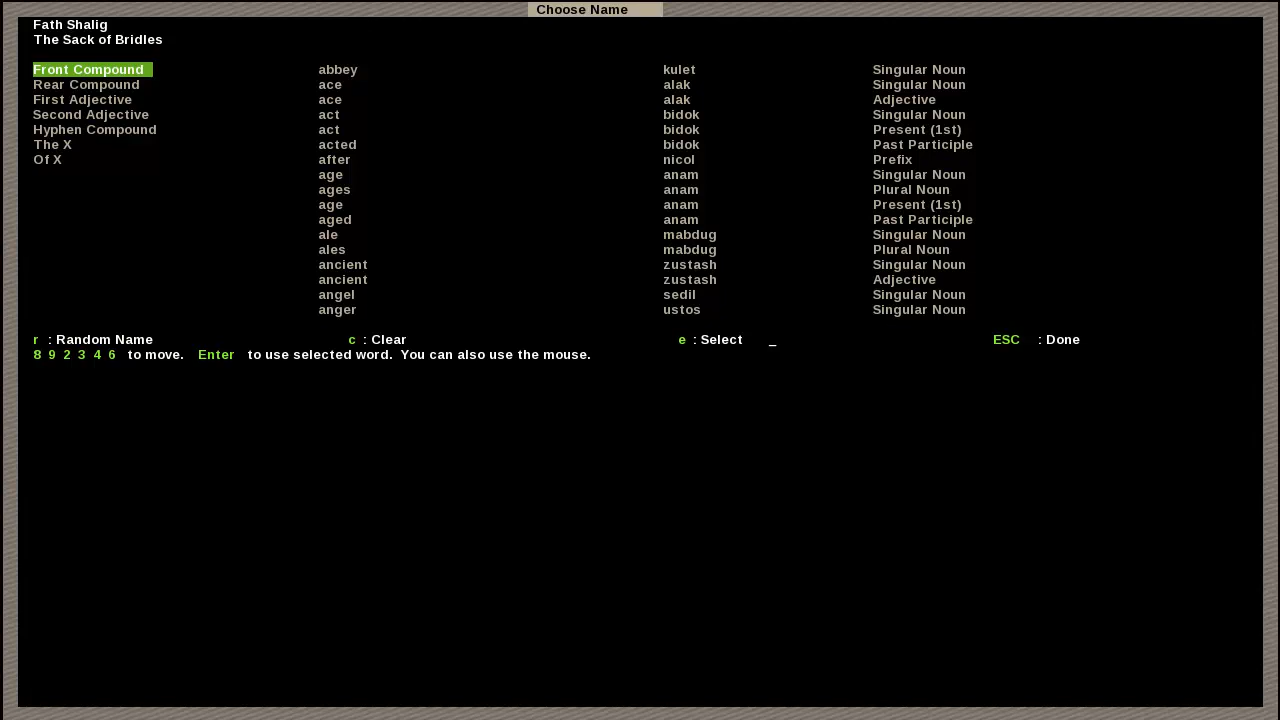 Choose Name
Fath Shalig
The Sack of Bridles
Front Compound abbey kulet Singular Noun
Rear Compound ace alak Singular Noun
First Adjective ace alak Adjective
Second Adjective act bidok Singular Noun
Hyphen Compound act bidok Present (1st)
The X acted bidok Past Participle
Of X after nicol Prefix
age anam Singular Noun
ages anam Plural Noun
age anam Present (1st)
aged anam Past Participle
ale mabdug Singular Noun
ales mabdug Plural Noun
ancient zustash Singular Noun
ancient zustash Adjective
angel sedil Singular Noun
anger ustos Singular Noun
r : Random Name c : Clear e : Select _ ESC : Done
8 9 2 3 4 6 to move. Enter to use selected word. You can also use the mouse.